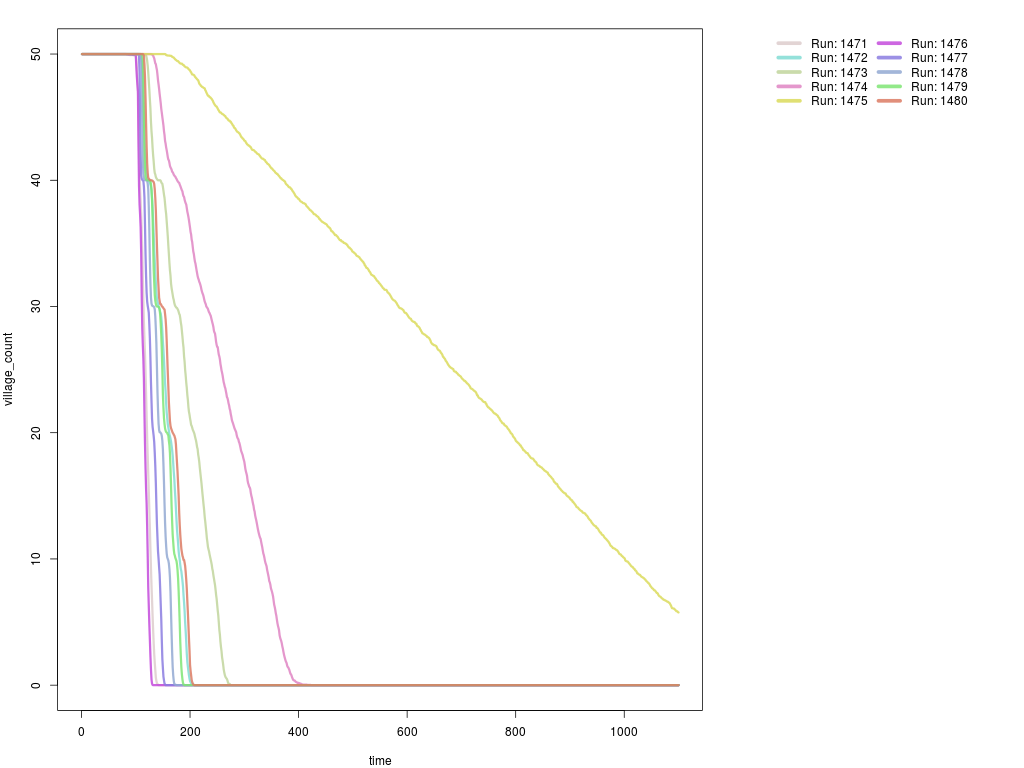 Run: 1471
Run: 1472
Run: 1473
Run: 1474
Run: 1475
Run: 1476
Run: 1477
Run: 1478
Run: 1479
Run: 1480
village_count
50
40
30
20
10
0
0
200
400
600
800
1000
time